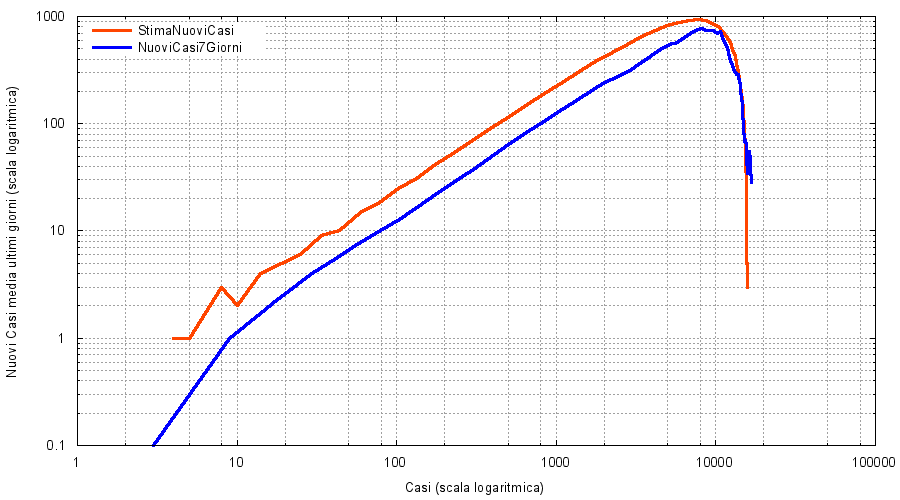 StimaNuoviCasi
NuoviCasi7Giorni
Nuovi Casi media ultimi giorni (scala logaritmica)
1000
100
10
1
0.1
1 10 100 1000 10000 100000
Casi (scala logaritmica)